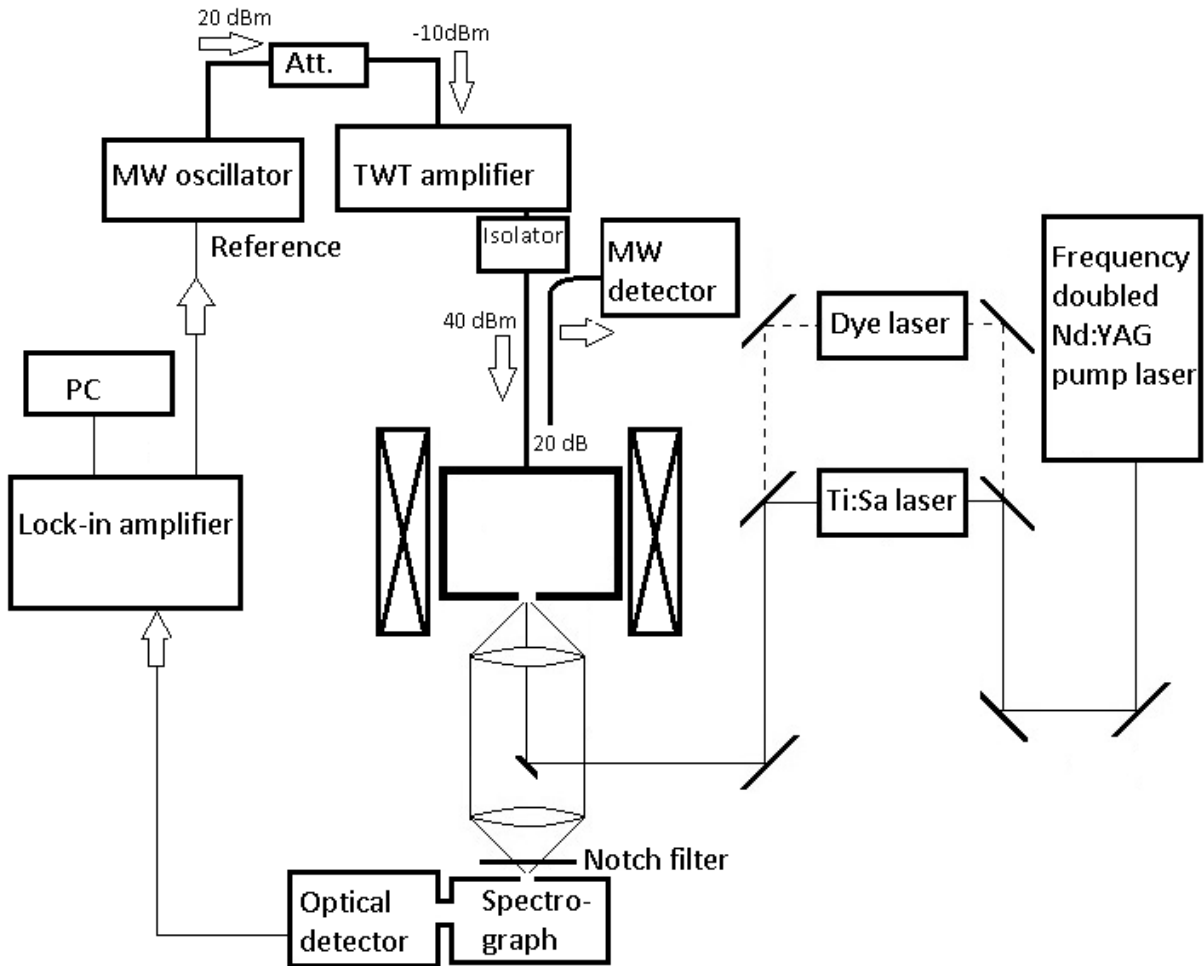 20 dBm
-10dBm
Att.
MW oscillator
TWT amplifier
Reference
Isolator
MW
detector
40 dBm
20 dB
Frequency
doubled
Nd:YAG
pump laser
Dye laser
Ti:Sa laser
PC
Lock-in amplifier
Notch filter
Optical
detector
Spectro-
graph